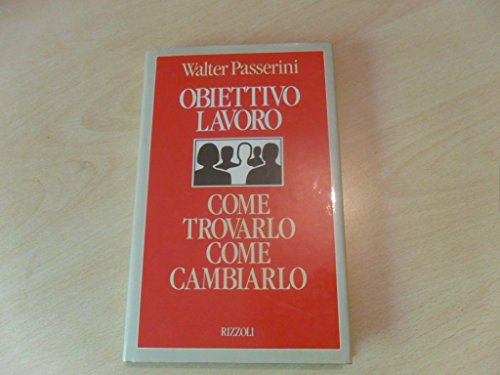 Walter Passerini
OBIETTIVO
LAVORO
COME
TROVARLO
COME
CAMBIARLO
RIZZOLI